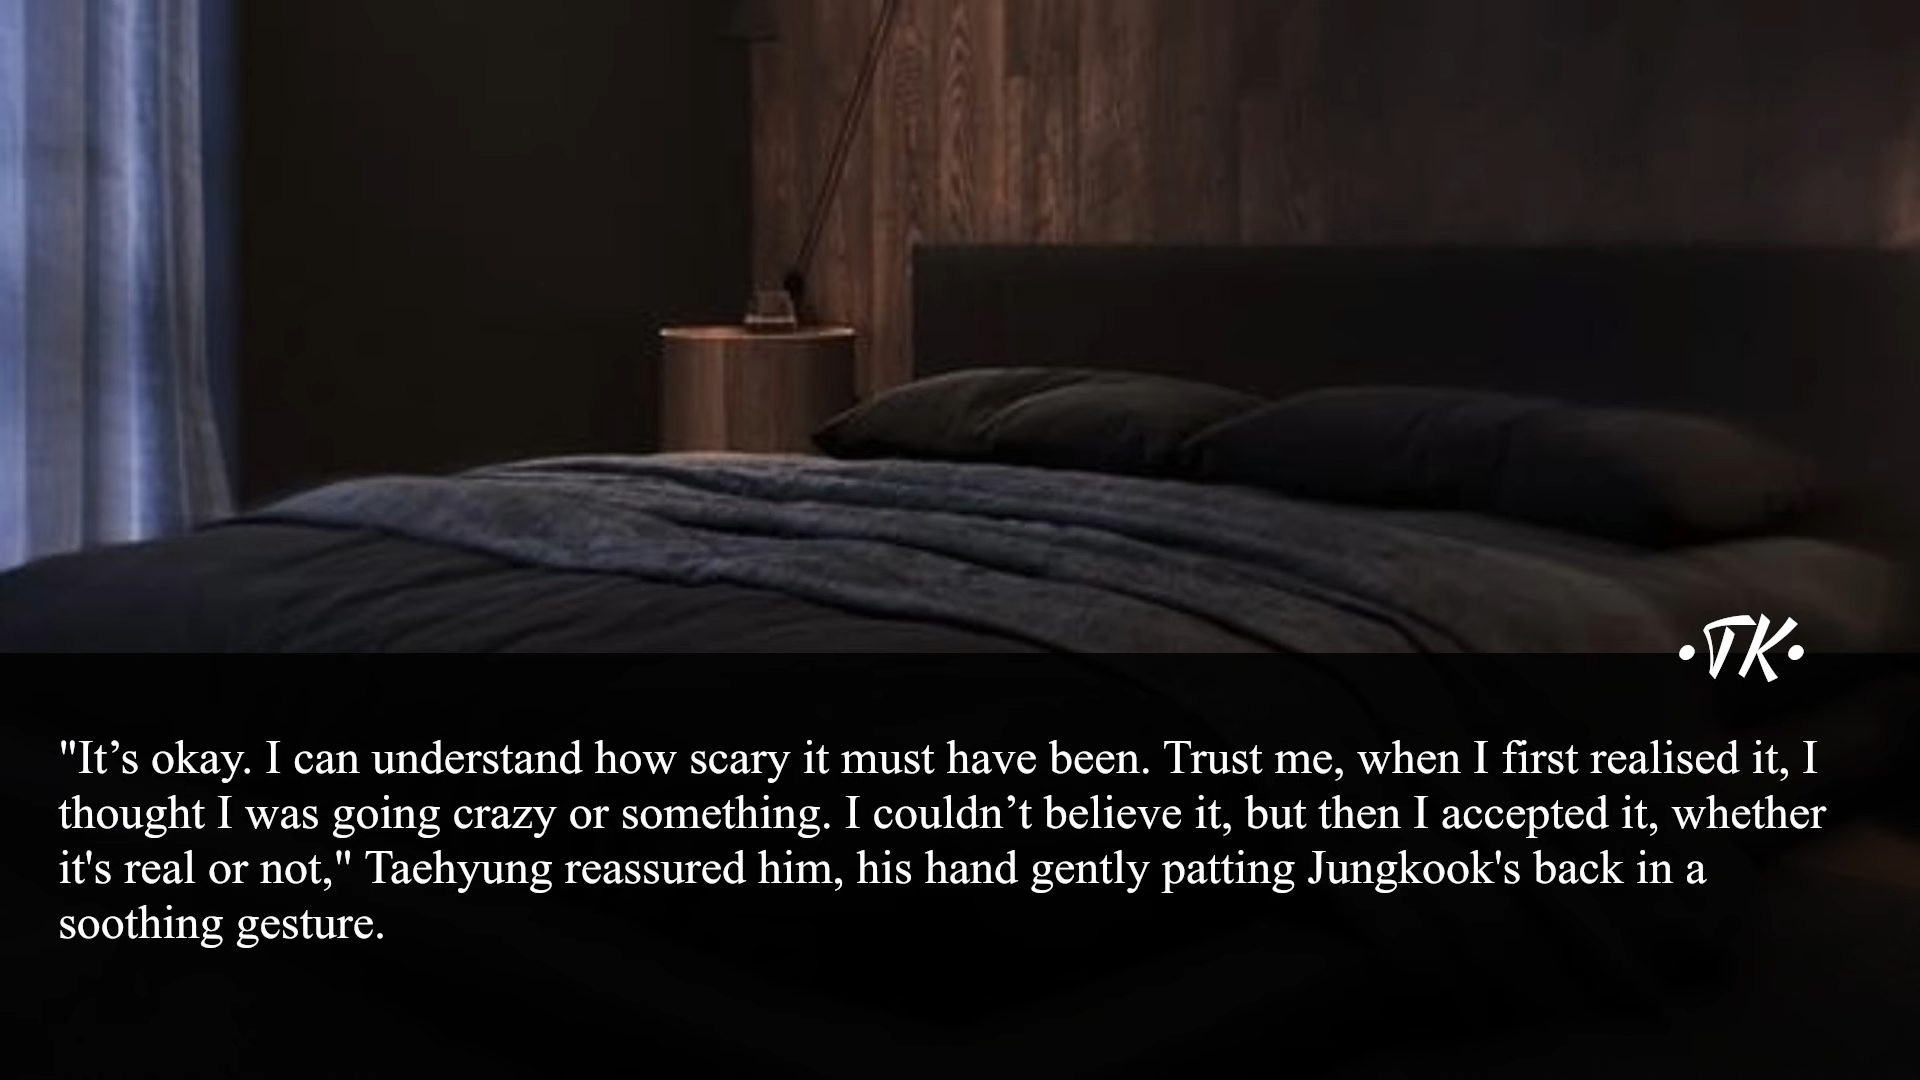 •TK•
"It’s okay. I can understand how scary it must have been. Trust me, when I first realised it, I
thought I was going crazy or something. I couldn’t believe it, but then I accepted it, whether
it's real or not," Taehyung reassured him, his hand gently patting Jungkook's back in a
soothing gesture.